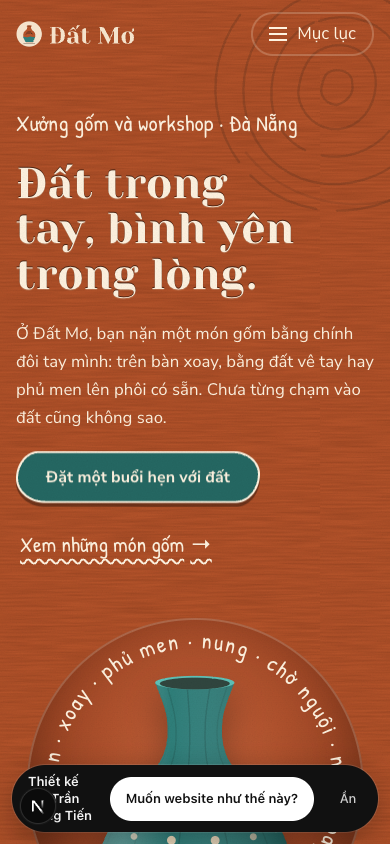 Đất Mơ
Mục lục
Xưởng gốm và workshop · Đà Nẵng
Đất trong
tay, bình yên
trong lòng.
Ở Đất Mơ, bạn nặn một món gốm bằng chính
đôi tay mình: trên bàn xoay, bằng đất vê tay hay
phủ men lên phôi có sẵn. Chưa từng chạm vào
đất cũng không sao.
Đặt một buổi hẹn với đất
Xem những món gốm →
· xoay · phủ men · nung · chờ nguội ·
Thiết kế
Trần
Tiến
N
Muốn website như thế này?
Ẩn